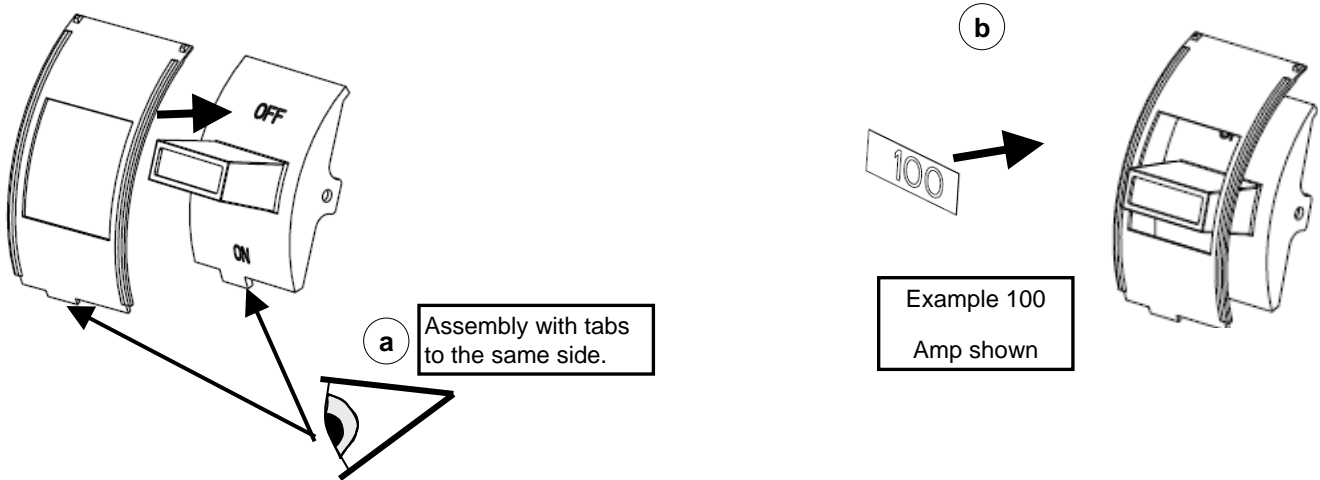 OFF
ON
a
Assembly with tabs
to the same side.
b
100
Example 100
Amp shown